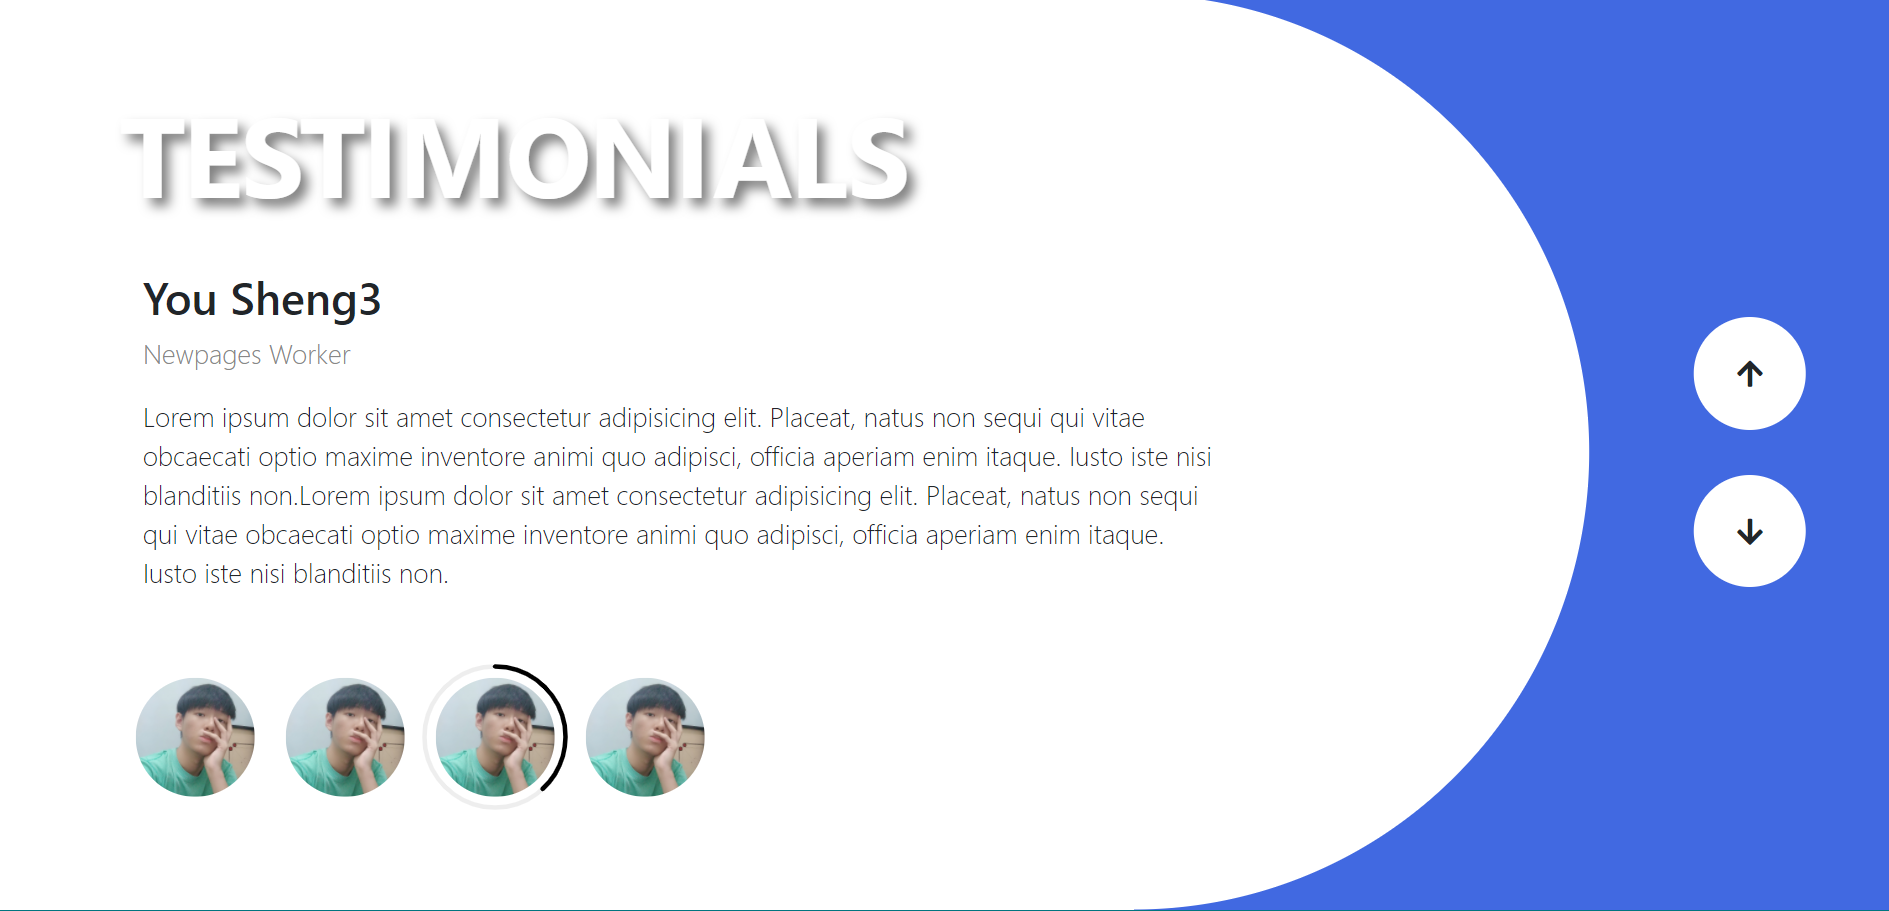 TESTIMONIALS
You Sheng3
Newpages Worker
Lorem ipsum dolor sit amet consectetur adipisicing elit. Placeat, natus non sequi qui vitae
obcaecati optio maxime inventore animi quo adipisci, officia aperiam enim itaque. Iusto iste nisi
blanditiis non.Lorem ipsum dolor sit amet consectetur adipisicing elit. Placeat, natus non sequi
qui vitae obcaecati optio maxime inventore animi quo adipisci, officia aperiam enim itaque.
Iusto iste nisi blanditiis non.